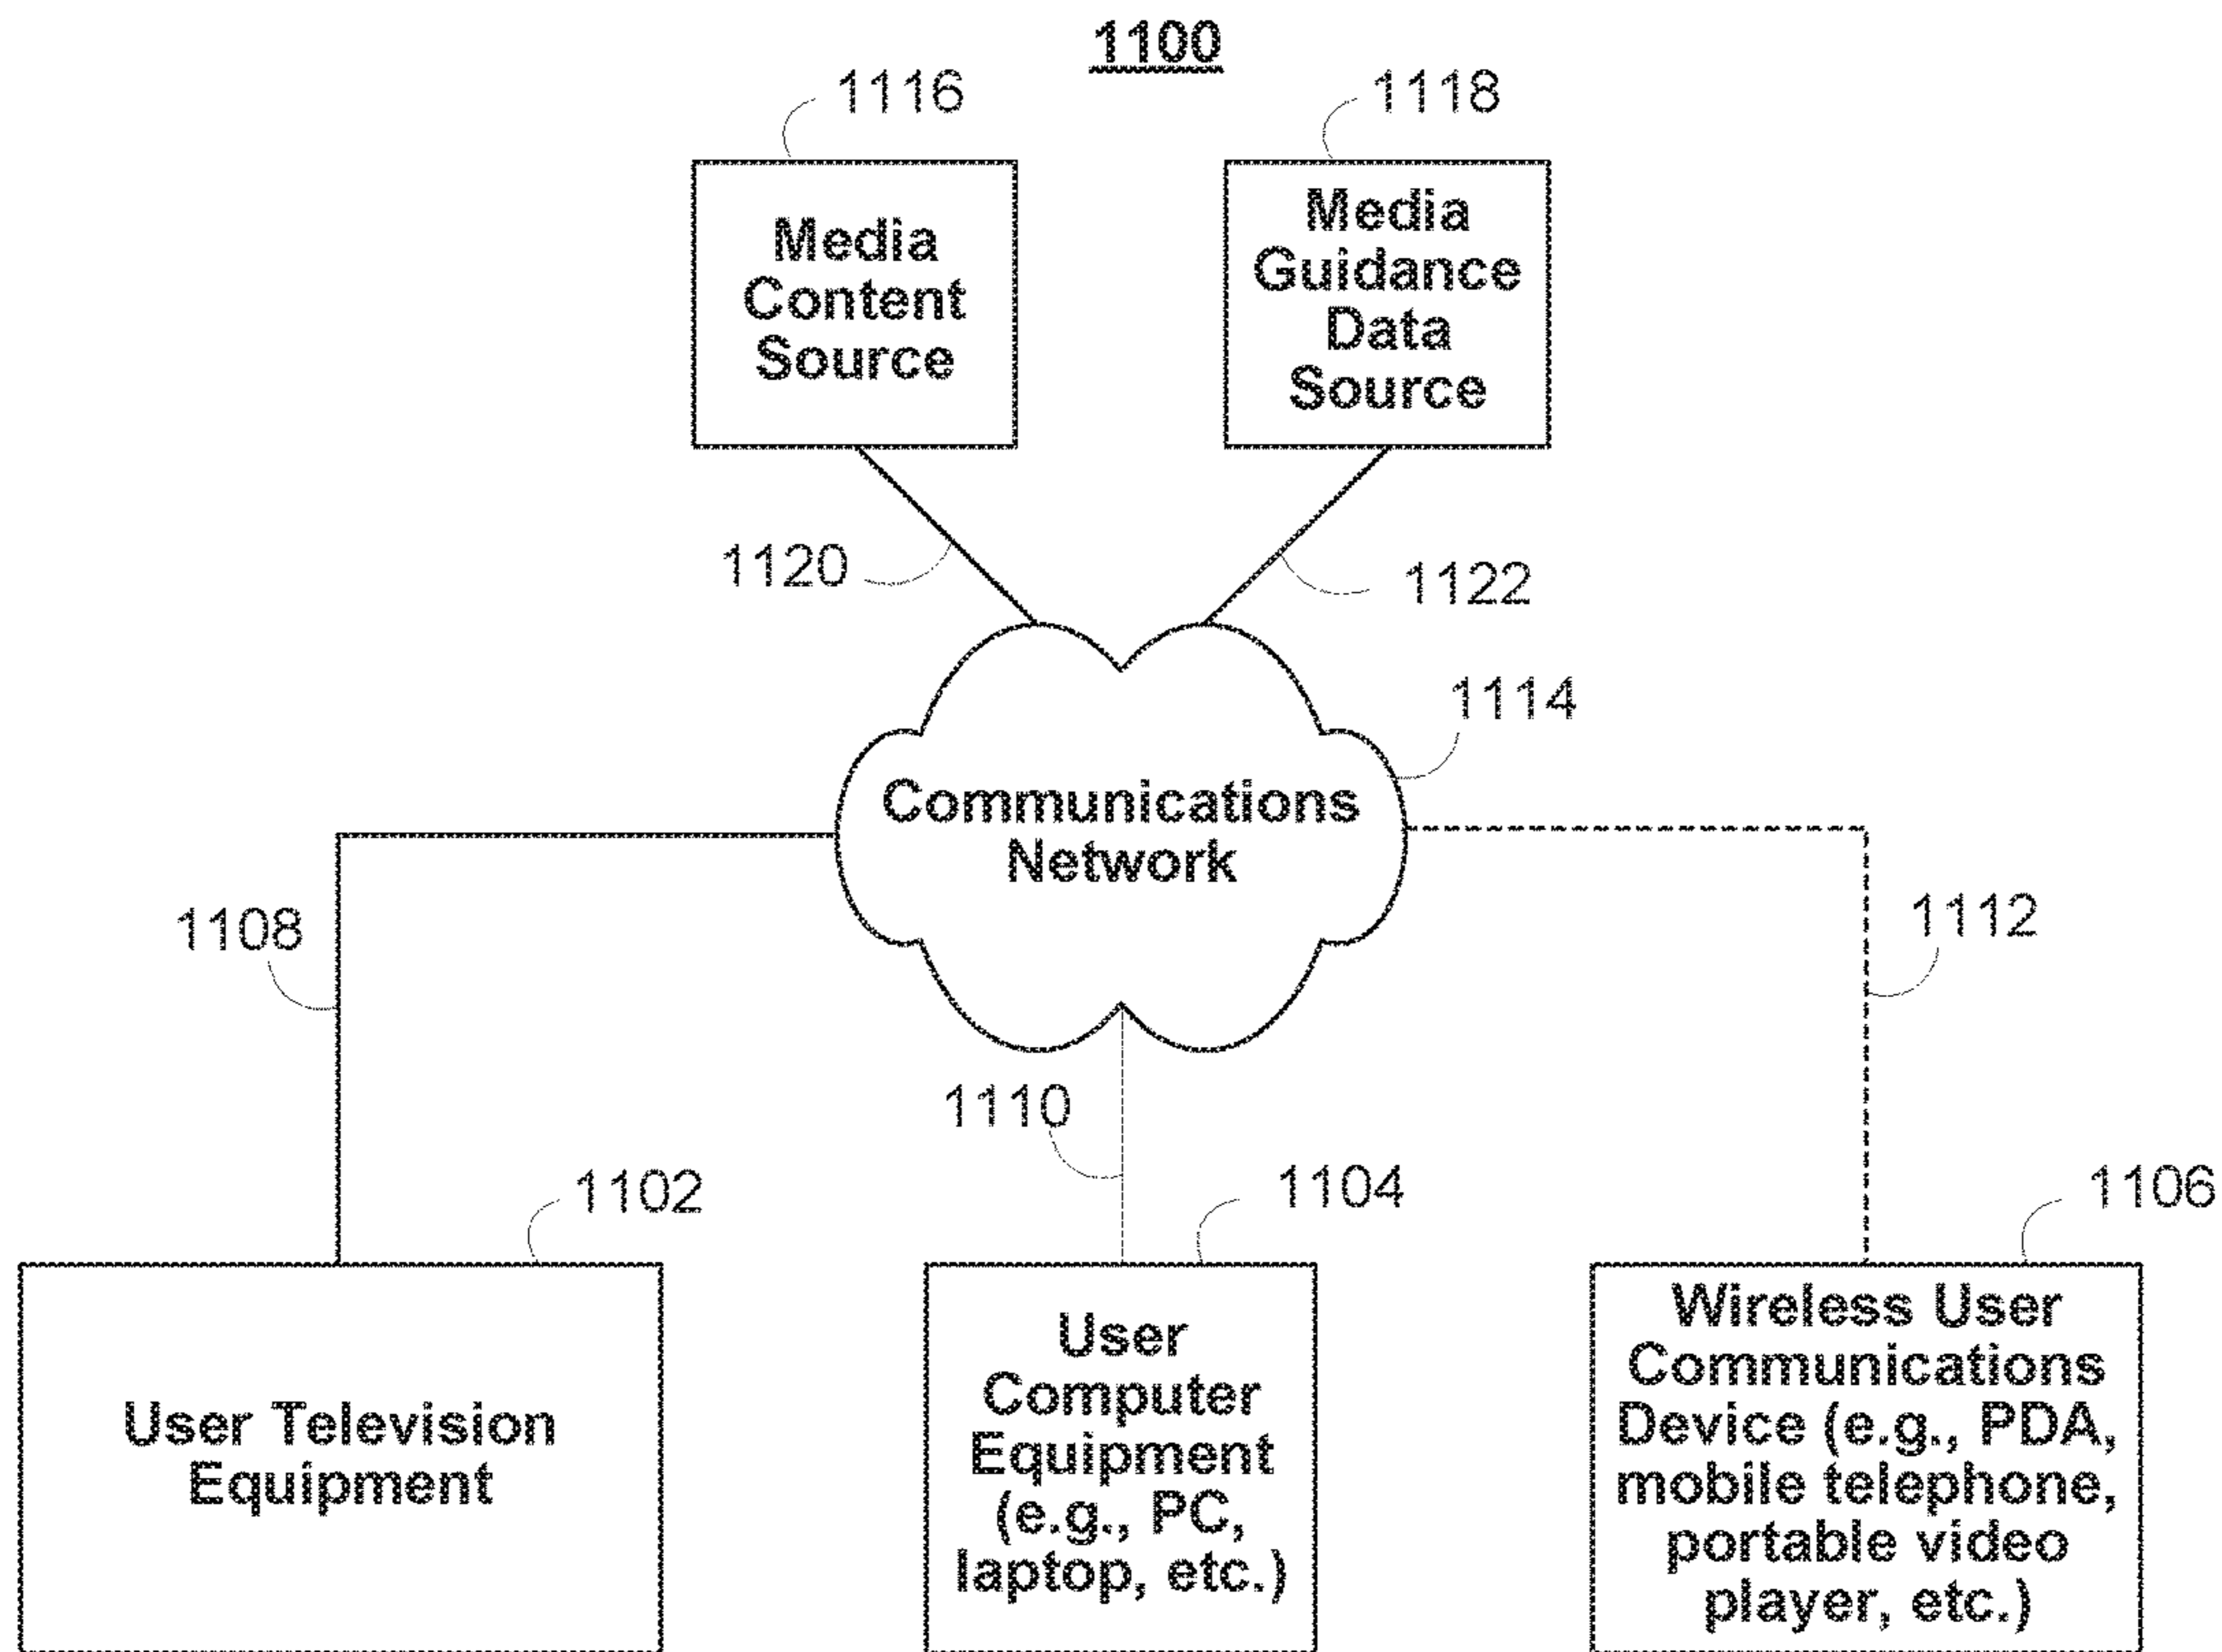 1100
1116
1118
Media
Content
Source
Media
Guidance
Data
Source
1120
1122
1114
Communications
Network
1108
1112
1110
1102
1104
1106
User Television
Equipment
User
Computer
Equipment
(e.g., PC,
laptop, etc.)
Wireless User
Communications
Device (e.g., PDA,
mobile telephone,
portable video
player, etc.)